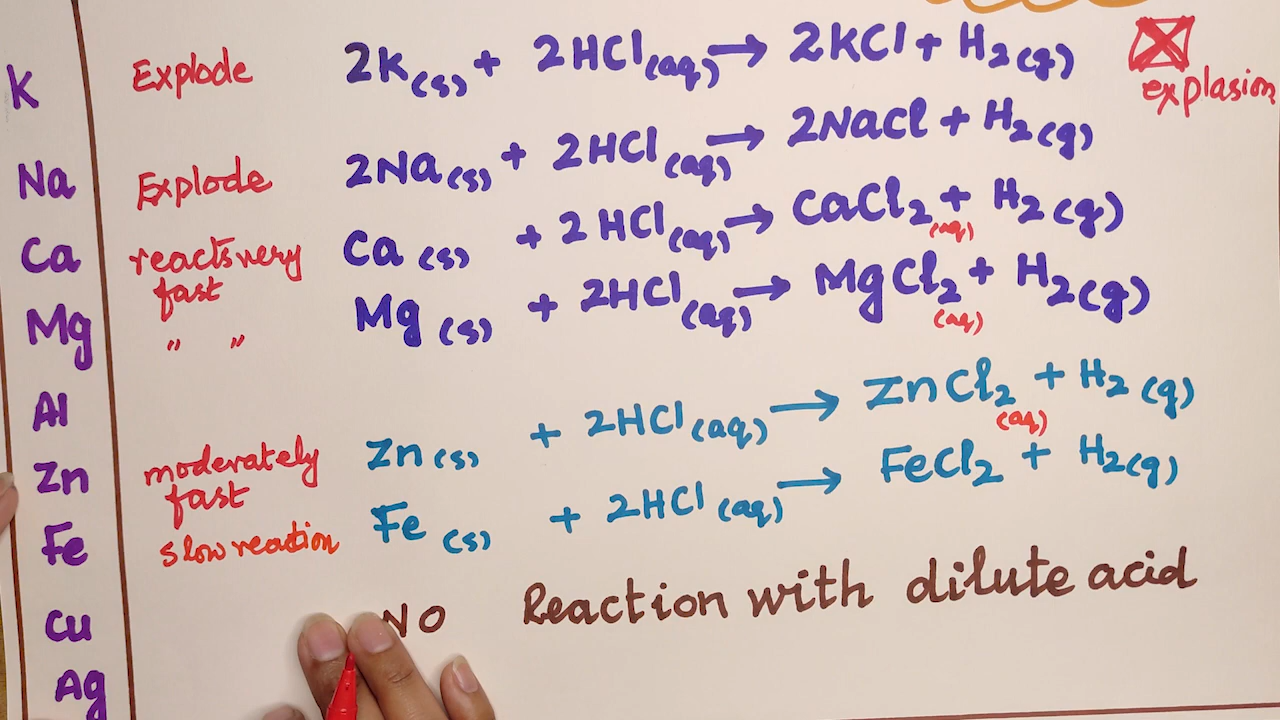 K Explode 2K(s) + 2HCl(aq) → 2KCl + H2(g)
explasion
Na Explode 2Na(s) + 2HCl(aq) → 2NaCl + H2(g)
Ca reacts very fast Ca(s) + 2HCl(aq) → CaCl2(aq) + H2(g)
Mg " " Mg(s) + 2HCl(aq) → MgCl2(aq) + H2(g)
Al
Zn moderately fast Zn(s) + 2HCl(aq) → ZnCl2(aq) + H2(g)
Fe slow reaction Fe(s) + 2HCl(aq) → FeCl2 + H2(g)
Cu NO Reaction with dilute acid
Ag